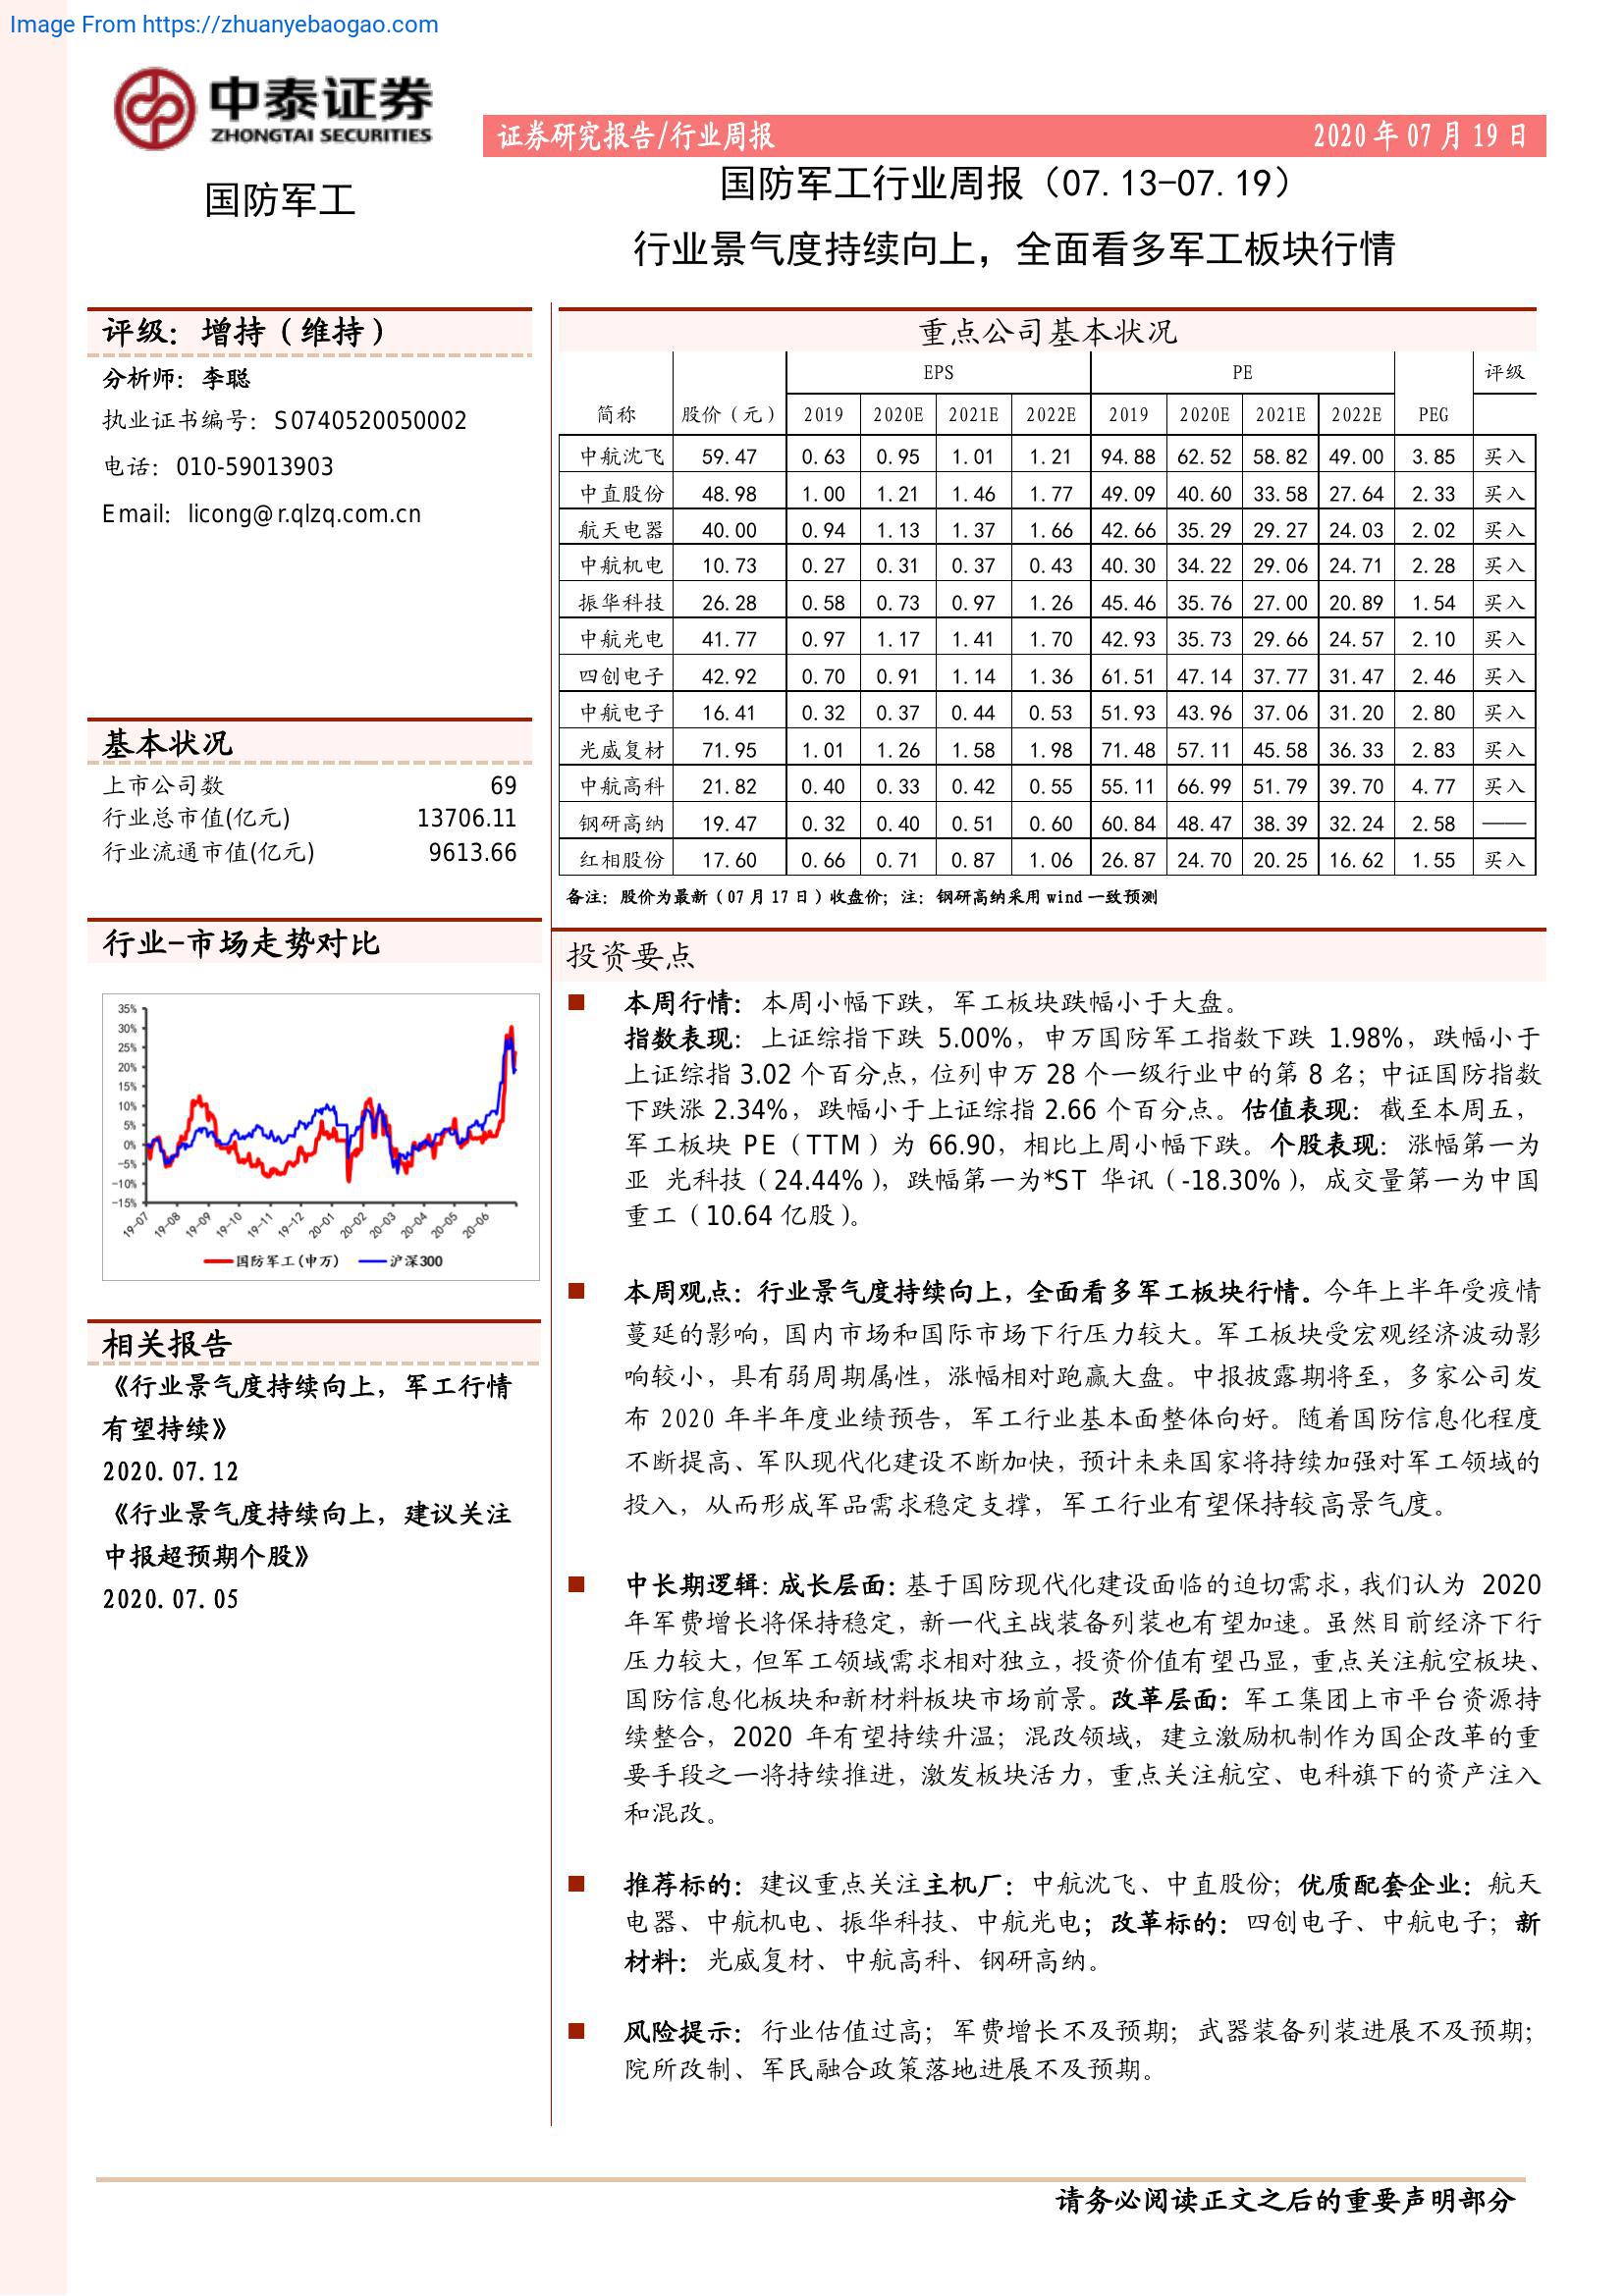 Image From https://zhuanyebaogao.com
中泰证券
ZHONGTAI SECURITIES
证券研究报告/行业周报 2020 年 07 月 19 日
国防军工
国防军工行业周报（07.13-07.19）
行业景气度持续向上，全面看多军工板块行情
评级：增持（维持）
分析师：李聪
执业证书编号：S0740520050002
电话：010-59013903
Email：licong@r.qlzq.com.cn
基本状况
上市公司数 69
行业总市值(亿元) 13706.11
行业流通市值(亿元) 9613.66
行业-市场走势对比
35%
30%
25%
20%
15%
10%
5%
0%
-5%
-10%
-15%
19-07 19-08 19-09 19-10 19-11 19-12 20-01 20-02 20-03 20-04 20-05 20-06
国防军工(申万) 沪深300
相关报告
《行业景气度持续向上，军工行情
有望持续》
2020.07.12
《行业景气度持续向上，建议关注
中报超预期个股》
2020.07.05
重点公司基本状况
EPS PE 评级
简称 股价（元） 2019 2020E 2021E 2022E 2019 2020E 2021E 2022E PEG
中航沈飞 59.47 0.63 0.95 1.01 1.21 94.88 62.52 58.82 49.00 3.85 买入
中直股份 48.98 1.00 1.21 1.46 1.77 49.09 40.60 33.58 27.64 2.33 买入
航天电器 40.00 0.94 1.13 1.37 1.66 42.66 35.29 29.27 24.03 2.02 买入
中航机电 10.73 0.27 0.31 0.37 0.43 40.30 34.22 29.06 24.71 2.28 买入
振华科技 26.28 0.58 0.73 0.97 1.26 45.46 35.76 27.00 20.89 1.54 买入
中航光电 41.77 0.97 1.17 1.41 1.70 42.93 35.73 29.66 24.57 2.10 买入
四创电子 42.92 0.70 0.91 1.14 1.36 61.51 47.14 37.77 31.47 2.46 买入
中航电子 16.41 0.32 0.37 0.44 0.53 51.93 43.96 37.06 31.20 2.80 买入
光威复材 71.95 1.01 1.26 1.58 1.98 71.48 57.11 45.58 36.33 2.83 买入
中航高科 21.82 0.40 0.33 0.42 0.55 55.11 66.99 51.79 39.70 4.77 买入
钢研高纳 19.47 0.32 0.40 0.51 0.60 60.84 48.47 38.39 32.24 2.58 ——
红相股份 17.60 0.66 0.71 0.87 1.06 26.87 24.70 20.25 16.62 1.55 买入
备注：股价为最新（07 月 17 日）收盘价；注：钢研高纳采用 wind 一致预测
投资要点
本周行情：本周小幅下跌，军工板块跌幅小于大盘。
指数表现：上证综指下跌 5.00%，申万国防军工指数下跌 1.98%，跌幅小于
上证综指 3.02 个百分点，位列申万 28 个一级行业中的第 8 名；中证国防指数
下跌涨 2.34%，跌幅小于上证综指 2.66 个百分点。估值表现：截至本周五，
军工板块 PE（TTM）为 66.90，相比上周小幅下跌。个股表现：涨幅第一为
亚 光科技（24.44%），跌幅第一为*ST 华讯（-18.30%），成交量第一为中国
重工（10.64 亿股）。
本周观点：行业景气度持续向上，全面看多军工板块行情。今年上半年受疫情
蔓延的影响，国内市场和国际市场下行压力较大。军工板块受宏观经济波动影
响较小，具有弱周期属性，涨幅相对跑赢大盘。中报披露期将至，多家公司发
布 2020 年半年度业绩预告，军工行业基本面整体向好。随着国防信息化程度
不断提高、军队现代化建设不断加快，预计未来国家将持续加强对军工领域的
投入，从而形成军品需求稳定支撑，军工行业有望保持较高景气度。
中长期逻辑：成长层面：基于国防现代化建设面临的迫切需求，我们认为 2020
年军费增长将保持稳定，新一代主战装备列装也有望加速。虽然目前经济下行
压力较大，但军工领域需求相对独立，投资价值有望凸显，重点关注航空板块、
国防信息化板块和新材料板块市场前景。改革层面：军工集团上市平台资源持
续整合，2020 年有望持续升温；混改领域，建立激励机制作为国企改革的重
要手段之一将持续推进，激发板块活力，重点关注航空、电科旗下的资产注入
和混改。
推荐标的：建议重点关注主机厂：中航沈飞、中直股份；优质配套企业：航天
电器、中航机电、振华科技、中航光电；改革标的：四创电子、中航电子；新
材料：光威复材、中航高科、钢研高纳。
风险提示：行业估值过高；军费增长不及预期；武器装备列装进展不及预期；
院所改制、军民融合政策落地进展不及预期。
请务必阅读正文之后的重要声明部分